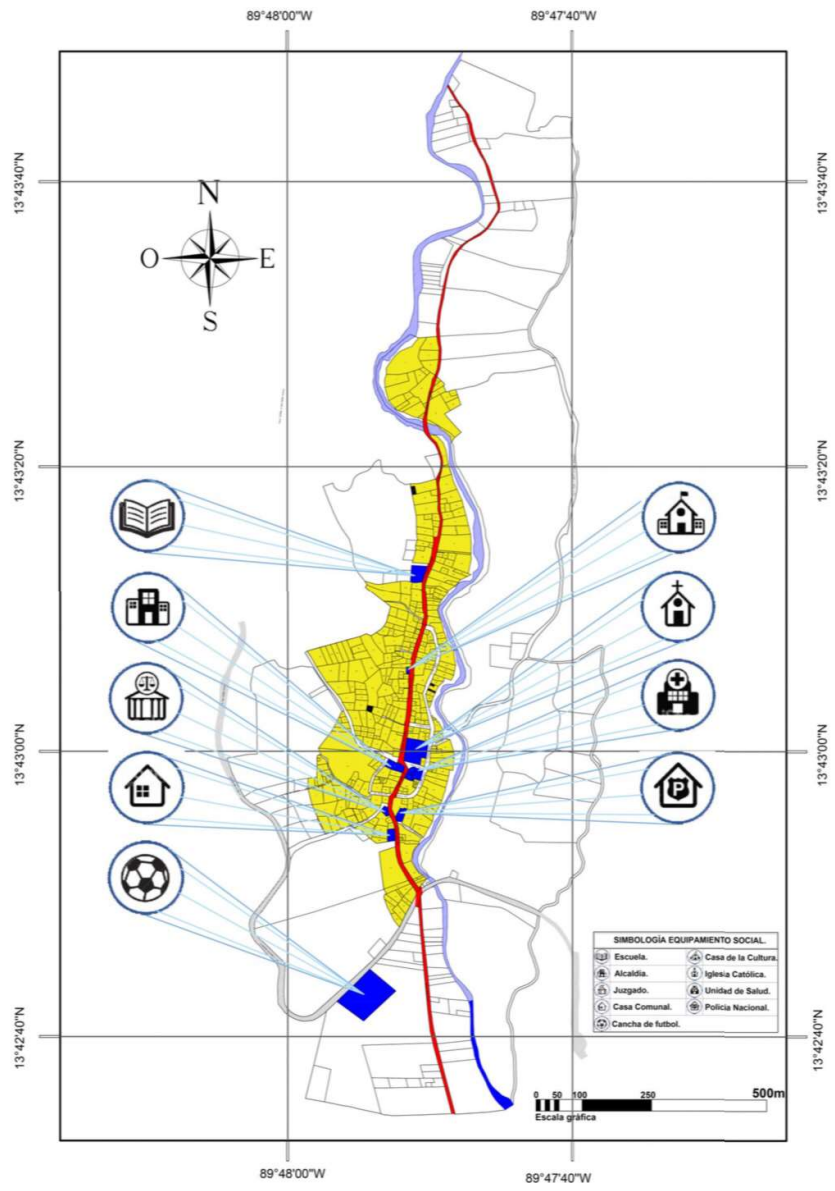 89°48'00"W
89°47'40"W
13°43'40"N
13°43'40"N
N
O
E
S
13°43'20"N
13°43'20"N
13°43'00"N
13°43'00"N
P
SIMBOLOGÍA EQUIPAMIENTO SOCIAL.
Escuela.
Casa de la Cultura.
Alcaldía.
Iglesia Católica.
Juzgado.
Unidad de Salud.
Casa Comunal.
Policía Nacional.
Cancha de futbol.
13°42'40"N
13°42'40"N
0 50 100 250 500m
Escala gráfica
89°48'00"W
89°47'40"W